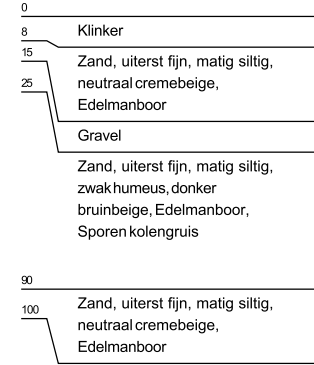 0
Klinker
8
15
Zand, uiterst fijn, matig siltig,
neutraal cremebeige,
Edelmanboor
25
Gravel
Zand, uiterst fijn, matig siltig,
zwak humeus, donker
bruinbeige, Edelmanboor,
Sporen kolengruis
90
Zand, uiterst fijn, matig siltig,
neutraal cremebeige,
Edelmanboor
100